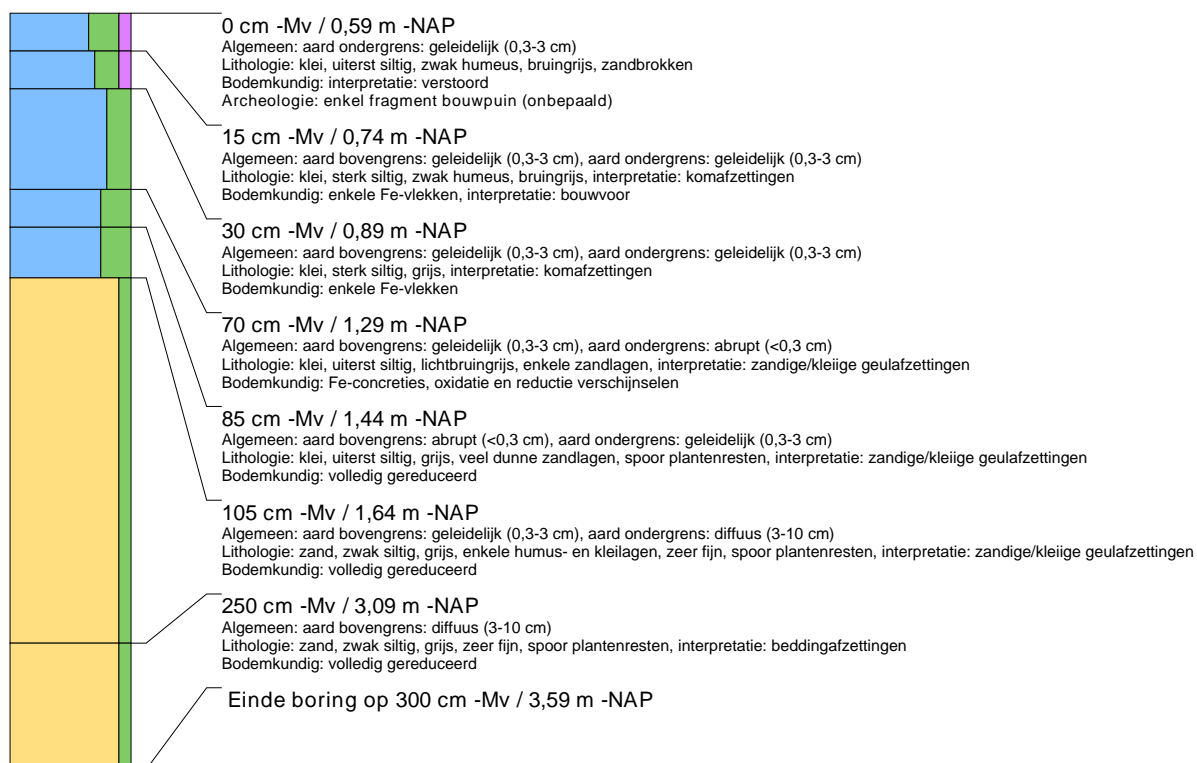 0 cm -Mv / 0,59 m -NAP
Algemeen: aard ondergrens: geleidelijk (0,3-3 cm)
Lithologie: klei, uiterst siltig, zwak humeus, bruingrijs, zandbrokken
Bodemkundig: interpretatie: verstoord
Archeologie: enkel fragment bouwpuin (onbepaald)
15 cm -Mv / 0,74 m -NAP
Algemeen: aard bovengrens: geleidelijk (0,3-3 cm), aard ondergrens: geleidelijk (0,3-3 cm)
Lithologie: klei, sterk siltig, zwak humeus, bruingrijs, interpretatie: komafzettingen
Bodemkundig: enkele Fe-vlekken, interpretatie: bouwvoor
30 cm -Mv / 0,89 m -NAP
Algemeen: aard bovengrens: geleidelijk (0,3-3 cm), aard ondergrens: geleidelijk (0,3-3 cm)
Lithologie: klei, sterk siltig, grijs, interpretatie: komafzettingen
Bodemkundig: enkele Fe-vlekken
70 cm -Mv / 1,29 m -NAP
Algemeen: aard bovengrens: geleidelijk (0,3-3 cm), aard ondergrens: abrupt (<0,3 cm)
Lithologie: klei, uiterst siltig, lichtbruingrijs, enkele zandlagen, interpretatie: zandige/kleiige geulafzettingen
Bodemkundig: Fe-concreties, oxidatie en reductie verschijnselen
85 cm -Mv / 1,44 m -NAP
Algemeen: aard bovengrens: abrupt (<0,3 cm), aard ondergrens: geleidelijk (0,3-3 cm)
Lithologie: klei, uiterst siltig, grijs, veel dunne zandlagen, spoor plantenresten, interpretatie: zandige/kleiige geulafzettingen
Bodemkundig: volledig gereduceerd
105 cm -Mv / 1,64 m -NAP
Algemeen: aard bovengrens: geleidelijk (0,3-3 cm), aard ondergrens: diffuus (3-10 cm)
Lithologie: zand, zwak siltig, grijs, enkele humus- en kleilagen, zeer fijn, spoor plantenresten, interpretatie: zandige/kleiige geulafzettingen
Bodemkundig: volledig gereduceerd
250 cm -Mv / 3,09 m -NAP
Algemeen: aard bovengrens: diffuus (3-10 cm)
Lithologie: zand, zwak siltig, grijs, zeer fijn, spoor plantenresten, interpretatie: beddingafzettingen
Bodemkundig: volledig gereduceerd
Einde boring op 300 cm -Mv / 3,59 m -NAP